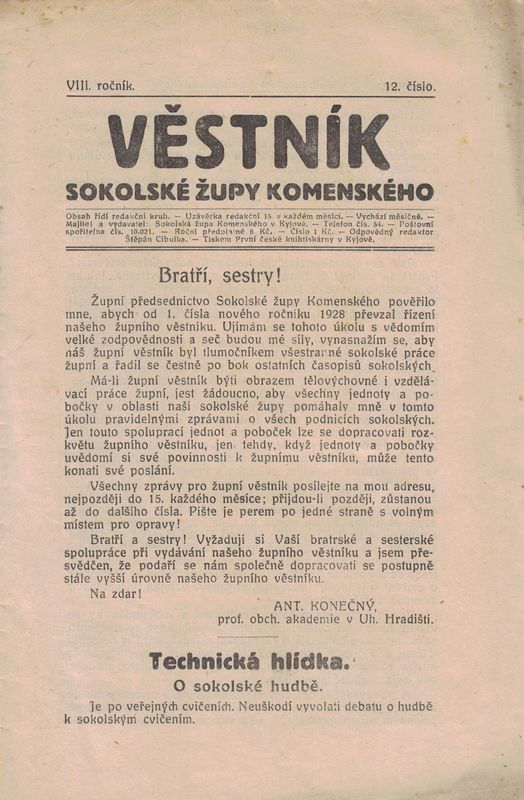 VIII. ročník. 12. číslo.
VĚSTNÍK
SOKOLSKÉ ŽUPY KOMENSKÉHO
Obsah řídí redakční kruh. — Uzávěrka redakční 15. v každém měsíci. — Vychází měsíčně. —
Majitel a vydavatel: Sokolská župa Komenského v Kyjově. — Telefon čís. 54. — Poštovní
spořitelna čís. 10.021. — Roční předplatné 8 Kč. — Číslo 1 Kč. — Odpovědný redaktor
Štěpán Cibulka. — Tiskem První české knihtiskárny v Kyjově.
Bratří, sestry!
Župní předsednictvo Sokolské župy Komenského pověřilo
mne, abych od 1. čísla nového ročníku 1928 převzal řízení
našeho župního věstníku. Ujímám se tohoto úkolu s vědomím
velké zodpovědnosti a seč budou mé síly, vynasnažím se, aby
náš župní věstník byl tlumočníkem všestranné sokolské práce
župní a řadil se čestně po bok ostatních časopisů sokolských.
Má-li župní věstník býti obrazem tělovýchovné i vzdělá-
vací práce župní, jest žádoucno, aby všechny jednoty a po-
bočky v oblasti naší sokolské župy pomáhaly mně v tomto
úkolu pravidelnými zprávami o všech podnicích sokolských.
Jen touto spoluprací jednot a poboček lze se dopracovati roz-
květu župního věstníku, jen tehdy, když jednoty a pobočky
uvědomí si své povinnosti k župnímu věstníku, může tento
konati své poslání.
Všechny zprávy pro župní věstník posílejte na mou adresu,
nejpozději do 15. každého měsíce; přijdou-li později, zůstanou
až do dalšího čísla. Pište je perem po jedné straně s volným
místem pro opravy!
Bratří a sestry! Vyžaduji si Vaší bratrské a sesterské
spolupráce při vydávání našeho župního věstníku a jsem pře-
svědčen, že podaří se nám společně dopracovati se postupně
stále vyšší úrovně našeho župního věstníku.
Na zdar!
ANT. KONEČNÝ,
prof. obch. akademie v Uh. Hradišti.
Technická hlídka.
O sokolské hudbě.
Je po veřejných cvičeních. Neuškodí vyvolati debatu o hudbě
k sokolským cvičením.